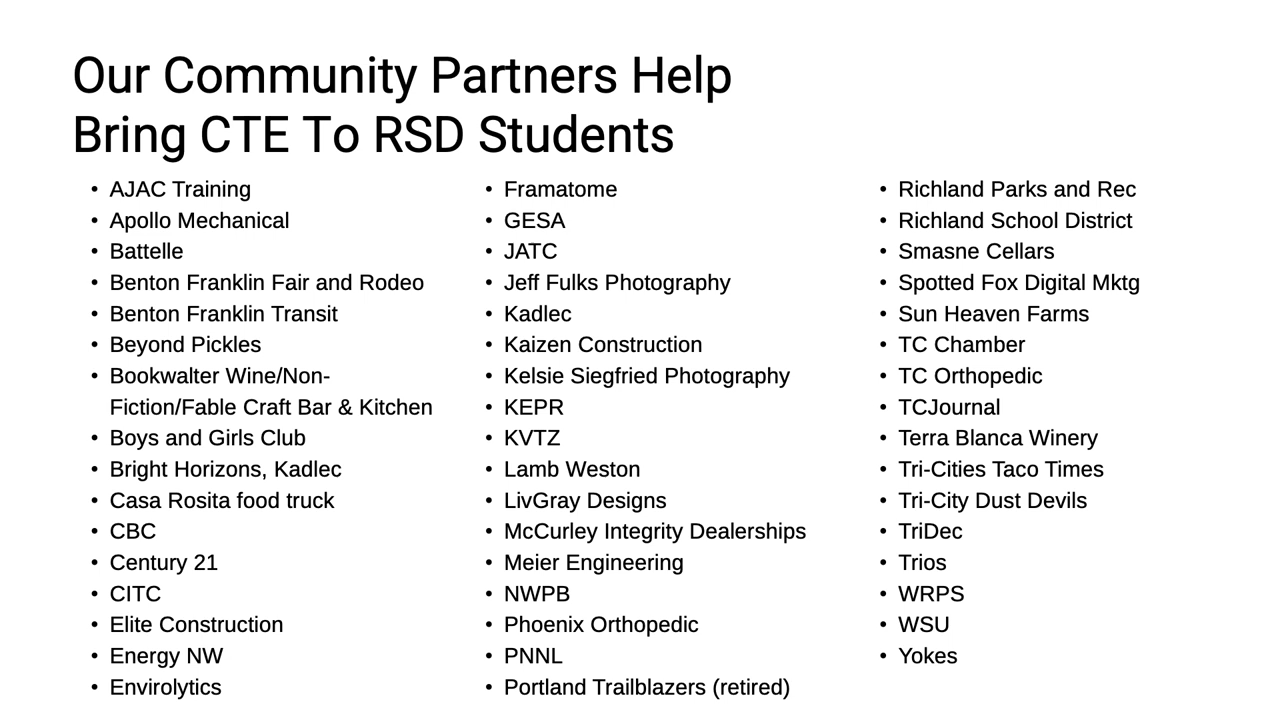 Our Community Partners Help
Bring CTE To RSD Students
• AJAC Training
• Apollo Mechanical
• Battelle
• Benton Franklin Fair and Rodeo
• Benton Franklin Transit
• Beyond Pickles
• Bookwalter Wine/Non-
Fiction/Fable Craft Bar & Kitchen
• Boys and Girls Club
• Bright Horizons, Kadlec
• Casa Rosita food truck
• CBC
• Century 21
• CITC
• Elite Construction
• Energy NW
• Envirolytics
• Framatome
• GESA
• JATC
• Jeff Fulks Photography
• Kadlec
• Kaizen Construction
• Kelsie Siegfried Photography
• KEPR
• KVTZ
• Lamb Weston
• LivGray Designs
• McCurley Integrity Dealerships
• Meier Engineering
• NWPB
• Phoenix Orthopedic
• PNNL
• Portland Trailblazers (retired)
• Richland Parks and Rec
• Richland School District
• Smasne Cellars
• Spotted Fox Digital Mktg
• Sun Heaven Farms
• TC Chamber
• TC Orthopedic
• TCJournal
• Terra Blanca Winery
• Tri-Cities Taco Times
• Tri-City Dust Devils
• TriDec
• Trios
• WRPS
• WSU
• Yokes